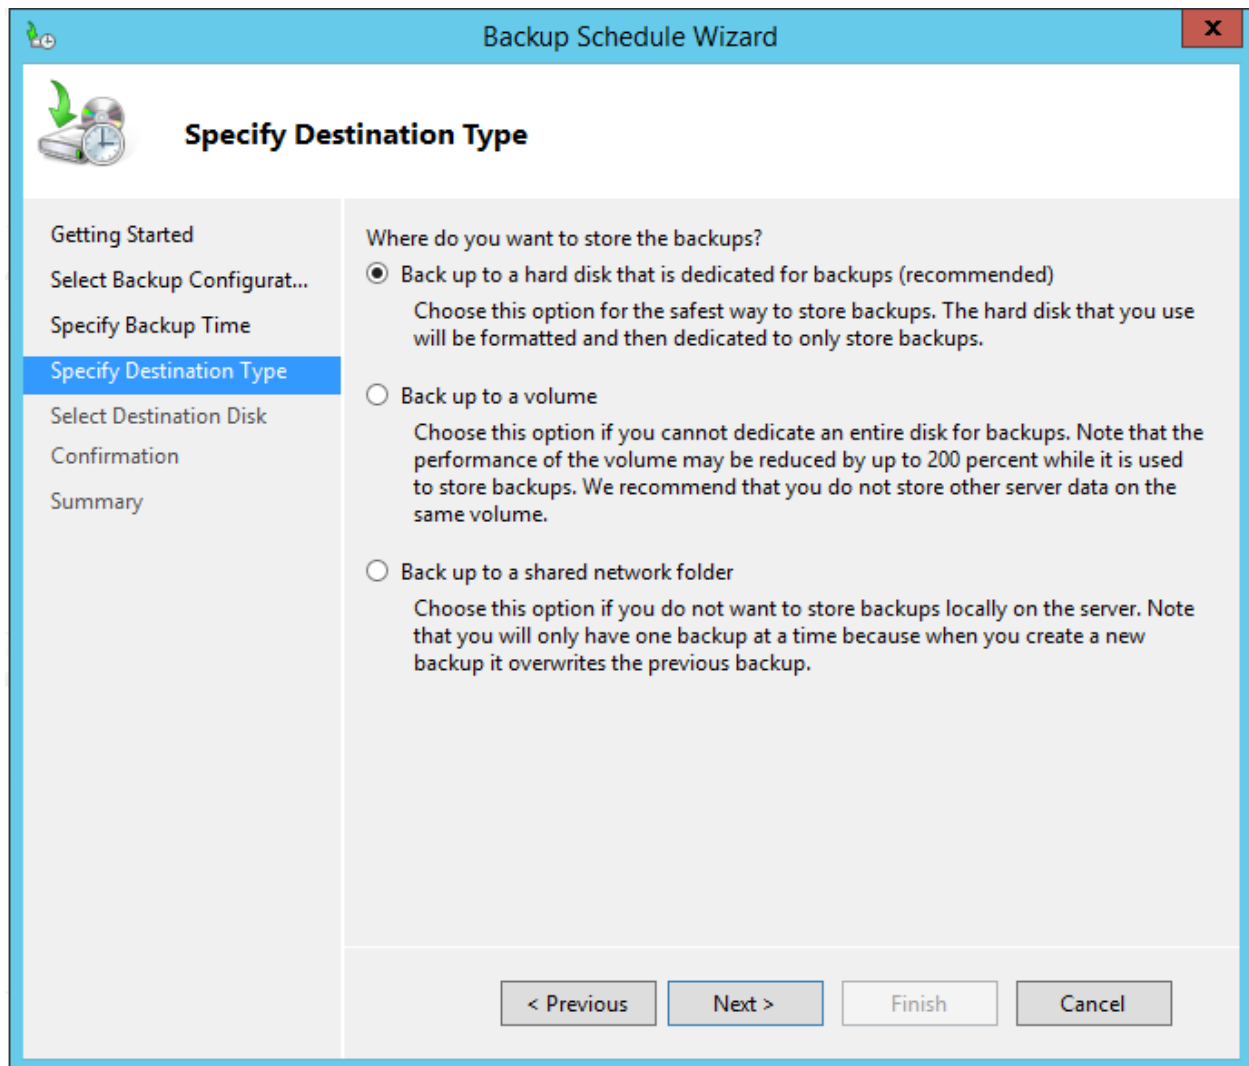 Backup Schedule Wizard
x
Specify Destination Type
Getting Started
Select Backup Configurat...
Specify Backup Time
Specify Destination Type
Select Destination Disk
Confirmation
Summary
Where do you want to store the backups?
Back up to a hard disk that is dedicated for backups (recommended)
Choose this option for the safest way to store backups. The hard disk that you use
will be formatted and then dedicated to only store backups.
Back up to a volume
Choose this option if you cannot dedicate an entire disk for backups. Note that the
performance of the volume may be reduced by up to 200 percent while it is used
to store backups. We recommend that you do not store other server data on the
same volume.
Back up to a shared network folder
Choose this option if you do not want to store backups locally on the server. Note
that you will only have one backup at a time because when you create a new
backup it overwrites the previous backup.
< Previous
Next >
Finish
Cancel